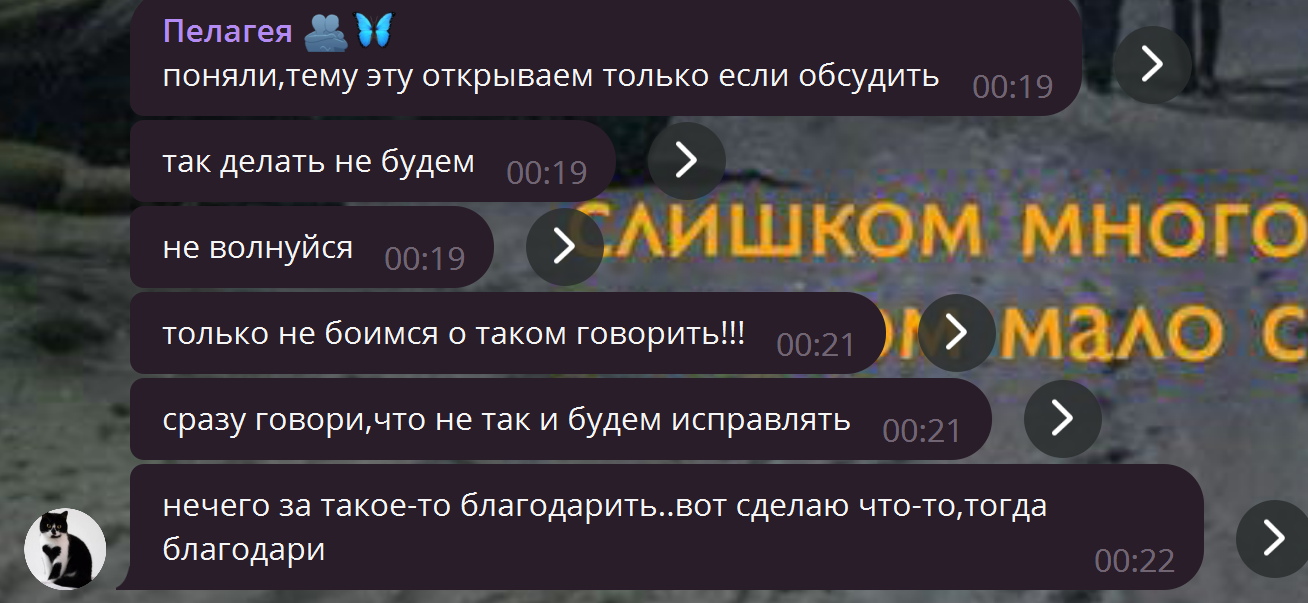 Пелагея 🫂🦋
поняли,тему эту открываем только если обсудить 00:19
так делать не будем 00:19
не волнуйся 00:19
слишком много
только не боимся о таком говорить!!! 00:21
мало с
сразу говори,что не так и будем исправлять 00:21
нечего за такое-то благодарить..вот сделаю что-то,тогда
благодари 00:22